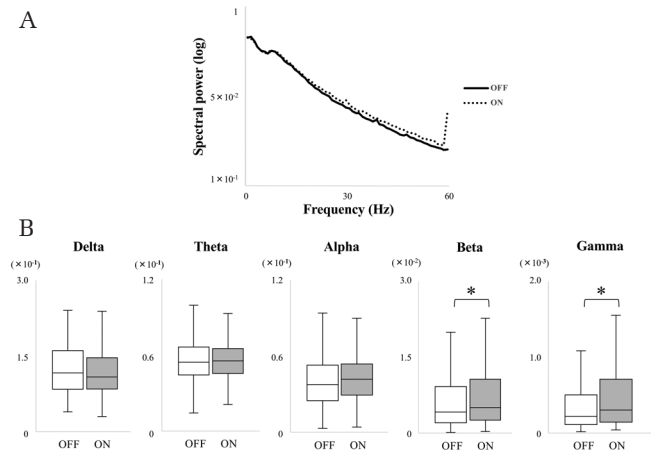 A
Spectral power (log)
1
5×10⁻²
1×10⁻¹
0
30
60
Frequency (Hz)
OFF
ON
B
Delta
(×10⁻¹)
3.0
1.5
0
OFF
ON
Theta
(×10⁻¹)
1.2
0.6
0
OFF
ON
Alpha
(×10⁻¹)
1.2
0.6
0
OFF
ON
Beta
(×10⁻²)
3.0
1.5
0
*
OFF
ON
Gamma
(×10⁻³)
2.0
1.0
0
*
OFF
ON